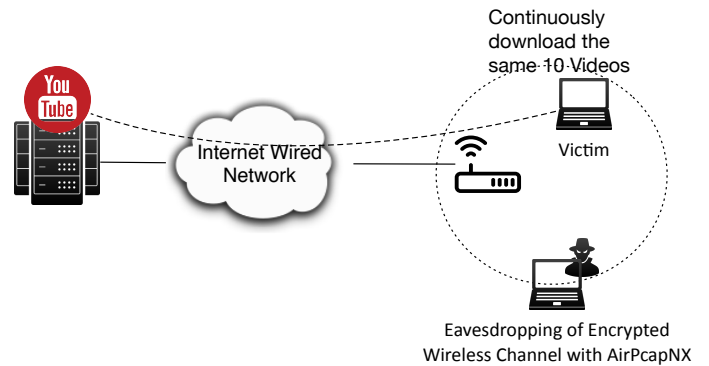 Continuously
download the
same 10 Videos
You
Tube
Internet Wired
Network
Victim
Eavesdropping of Encrypted
Wireless Channel with AirPcapNX